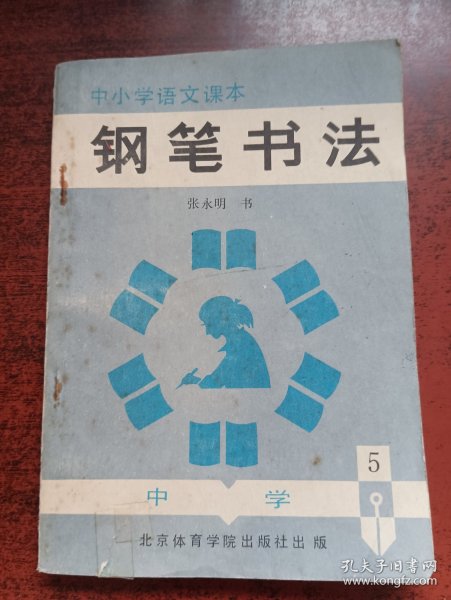 中小学语文课本
钢笔书法
张永明 书
5
中 学
北京体育学院出版社出版
孔夫子旧书网
www.kongfz.com